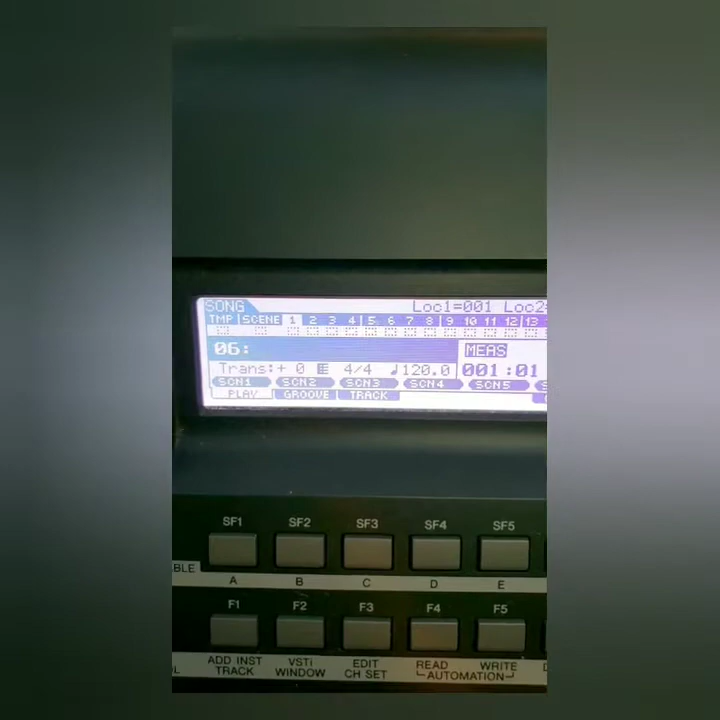 SONG Loc1=001 Loc2=
TMP SCENE 1 2 3 4 5 6 7 8 9 10 11 12 13
06: MEAS
Trans:+ 0 4/4 ♩120.0 001:01
SCN1 SCN2 SCN3 SCN4 SCN5
PLAY GROOVE TRACK
SF1 SF2 SF3 SF4 SF5
BLE A B C D E
F1 F2 F3 F4 F5
ADD INST TRACK VSTi WINDOW EDIT CH SET READ WRITE
AUTOMATION